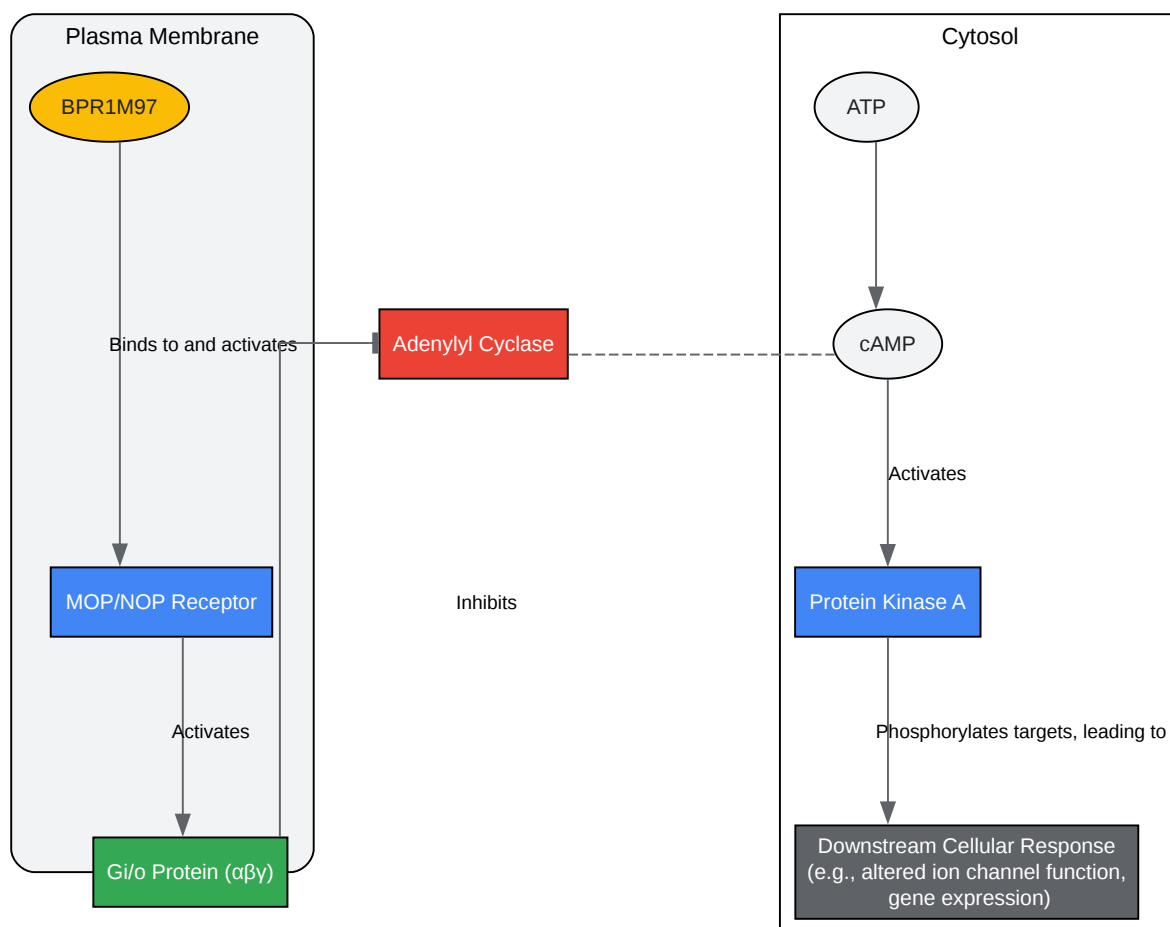 Plasma Membrane
Cytosol
BPR1M97
ATP
Binds to and activates
Adenylyl Cyclase
cAMP
Activates
MOP/NOP Receptor
Inhibits
Protein Kinase A
Activates
Phosphorylates targets, leading to
Gi/o Protein (αβγ)
Downstream Cellular Response
(e.g., altered ion channel function,
gene expression)